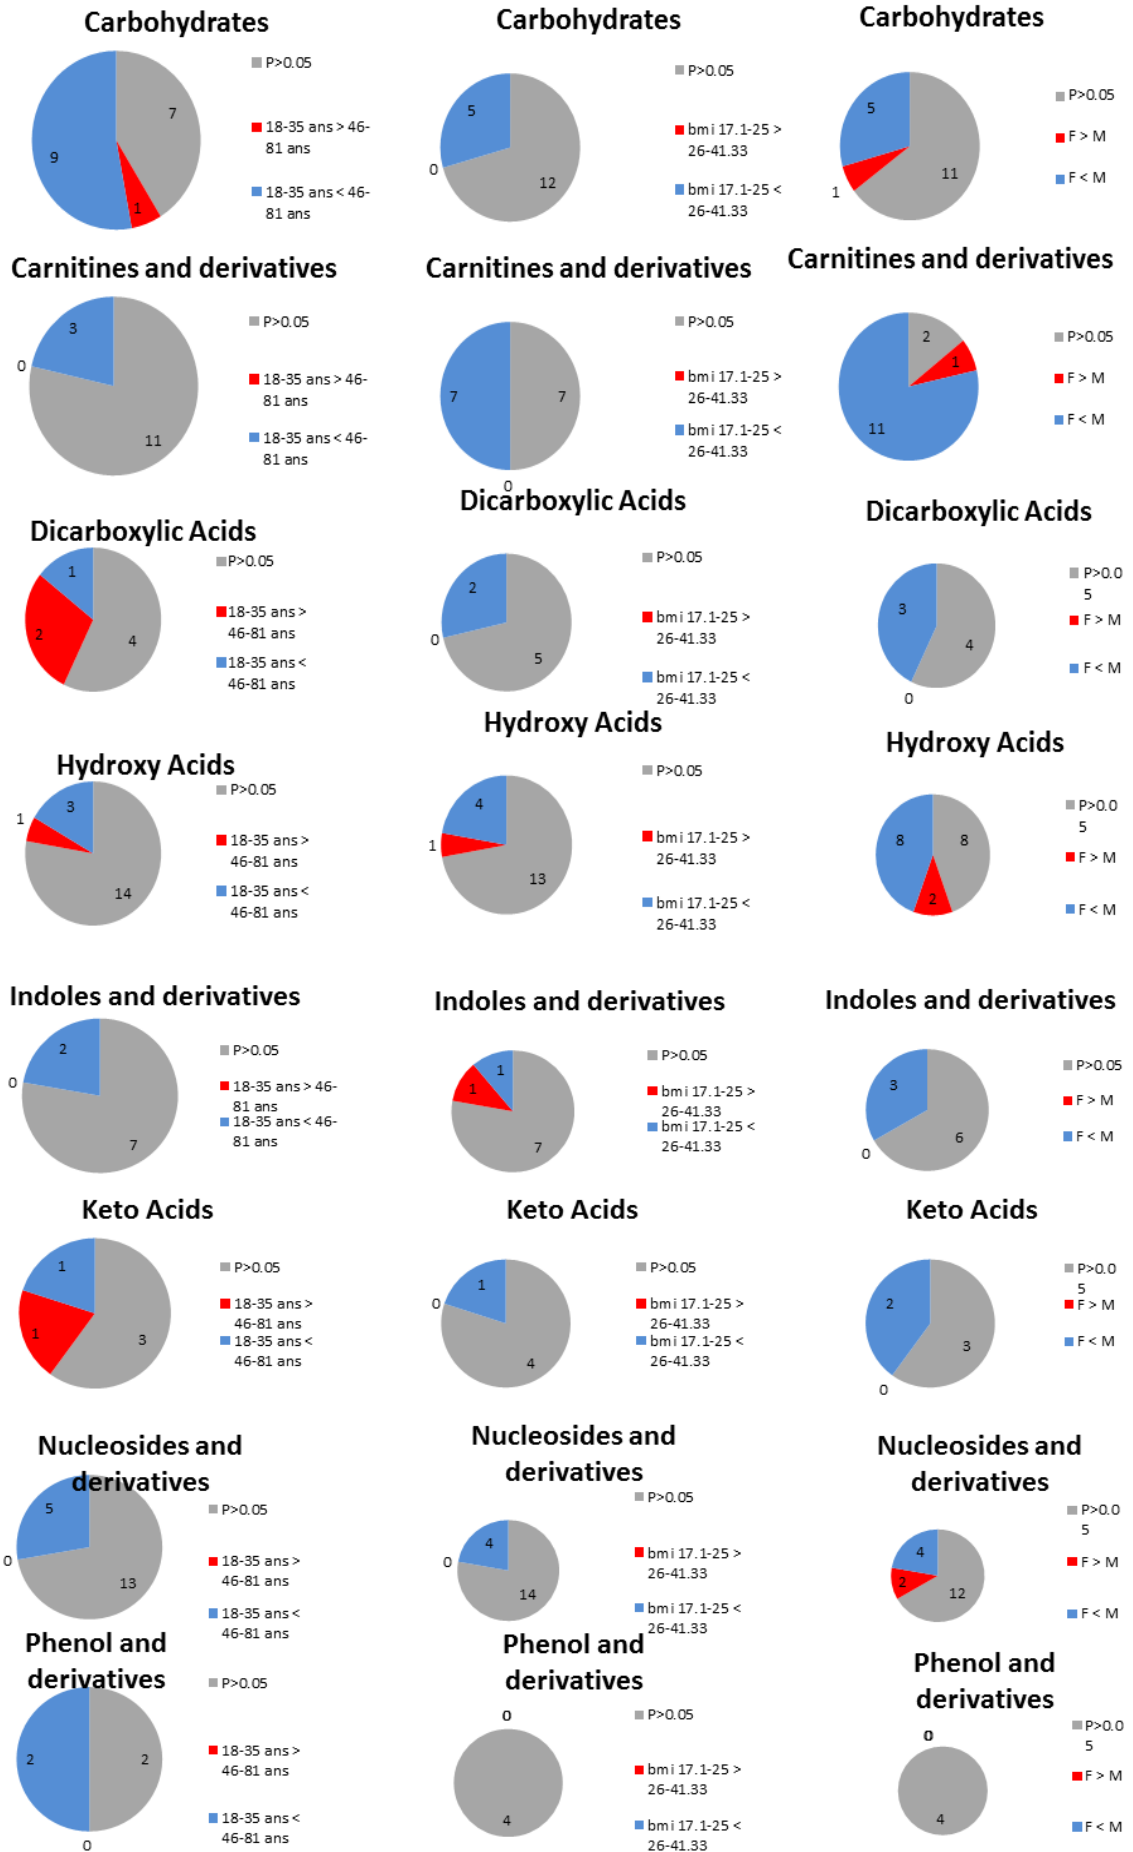 Carbohydrates
7
1
9
P>0.05
18-35 ans > 46-
81 ans
18-35 ans < 46-
81 ans
Carbohydrates
5
0
12
P>0.05
bmi 17.1-25 >
26-41.33
bmi 17.1-25 <
26-41.33
Carbohydrates
5
1
11
P>0.05
F > M
F < M
Carnitines and derivatives
3
0
11
P>0.05
18-35 ans > 46-
81 ans
18-35 ans < 46-
81 ans
Carnitines and derivatives
7
7
0
P>0.05
bmi 17.1-25 >
26-41.33
bmi 17.1-25 <
26-41.33
Carnitines and derivatives
2
1
11
P>0.05
F > M
F < M
Dicarboxylic Acids
1
2
4
P>0.05
18-35 ans >
46-81 ans
18-35 ans <
46-81 ans
Dicarboxylic Acids
2
0
5
P>0.05
bmi 17.1-25 >
26-41.33
bmi 17.1-25 <
26-41.33
Dicarboxylic Acids
3
4
0
P>0.0
5
F > M
F < M
Hydroxy Acids
3
1
14
P>0.05
18-35 ans >
46-81 ans
18-35 ans <
46-81 ans
Hydroxy Acids
4
1
13
P>0.05
bmi 17.1-25 >
26-41.33
bmi 17.1-25 <
26-41.33
Hydroxy Acids
8
8
2
P>0.0
5
F > M
F < M
Indoles and derivatives
2
0
7
P>0.05
18-35 ans > 46-
81 ans
18-35 ans < 46-
81 ans
Indoles and derivatives
1
1
7
P>0.05
bmi 17.1-25 >
26-41.33
bmi 17.1-25 <
26-41.33
Indoles and derivatives
3
0
6
P>0.05
F > M
F < M
Keto Acids
1
1
3
P>0.05
18-35 ans >
46-81 ans
18-35 ans <
46-81 ans
Keto Acids
1
0
4
P>0.05
bmi 17.1-25 >
26-41.33
bmi 17.1-25 <
26-41.33
Keto Acids
2
3
0
P>0.0
5
F > M
F < M
Nucleosides and
derivatives
5
0
13
P>0.05
18-35 ans >
46-81 ans
18-35 ans <
46-81 ans
Nucleosides and
derivatives
4
0
14
P>0.05
bmi 17.1-25 >
26-41.33
bmi 17.1-25 <
26-41.33
Nucleosides and
derivatives
4
2
12
P>0.0
5
F > M
F < M
Phenol and
derivatives
2
2
0
P>0.05
18-35 ans >
46-81 ans
18-35 ans <
46-81 ans
Phenol and
derivatives
0
4
P>0.05
bmi 17.1-25 >
26-41.33
bmi 17.1-25 <
26-41.33
Phenol and
derivatives
0
4
P>0.0
5
F > M
F < M